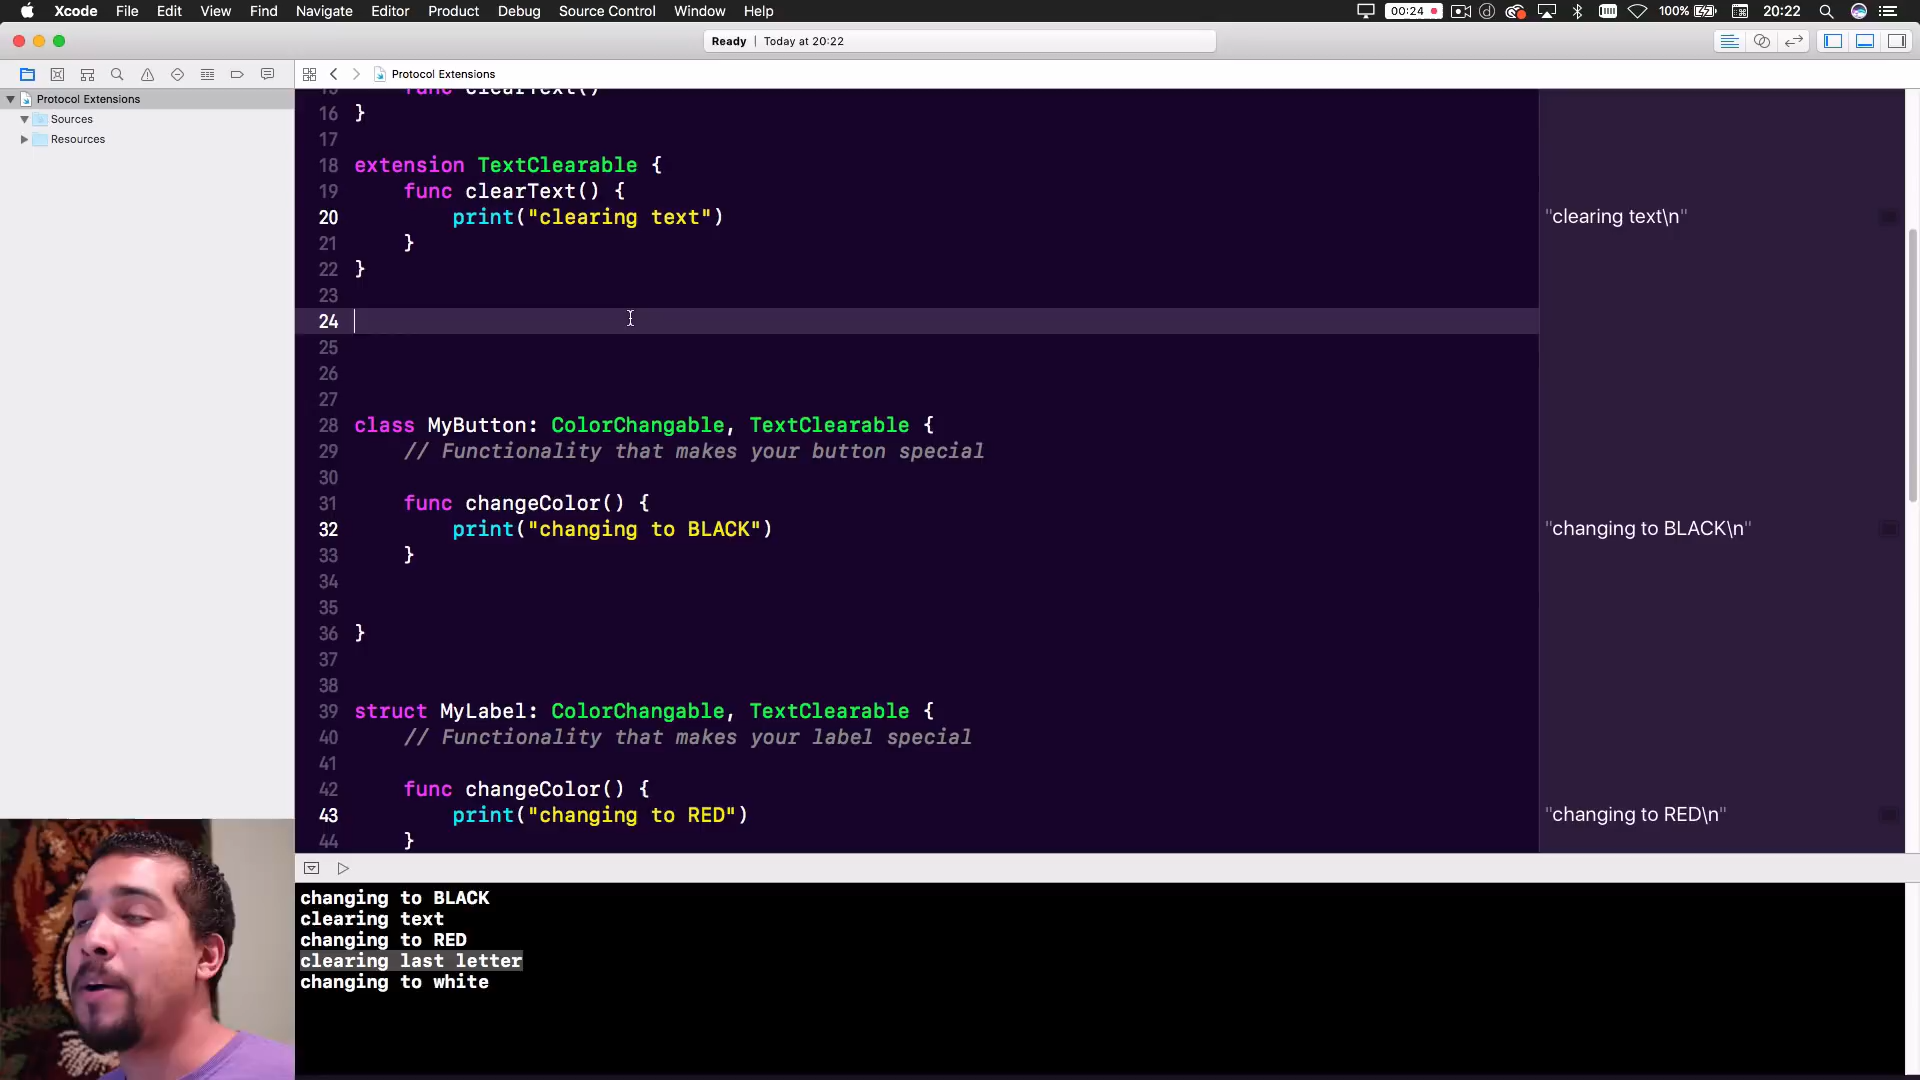 Xcode File Edit View Find Navigate Editor Product Debug Source Control Window Help 00:24 100% 20:22
Ready | Today at 20:22
Protocol Extensions
Protocol Extensions
Sources
Resources
15 func clearText()
16 }
17
18 extension TextClearable {
19 func clearText() {
20 print("clearing text") "clearing text\n"
21 }
22 }
23
24
25
26
27
28 class MyButton: ColorChangable, TextClearable {
29 // Functionality that makes your button special
30
31 func changeColor() {
32 print("changing to BLACK") "changing to BLACK\n"
33 }
34
35
36 }
37
38
39 struct MyLabel: ColorChangable, TextClearable {
40 // Functionality that makes your label special
41
42 func changeColor() {
43 print("changing to RED") "changing to RED\n"
44 }
changing to BLACK
clearing text
changing to RED
clearing last letter
changing to white